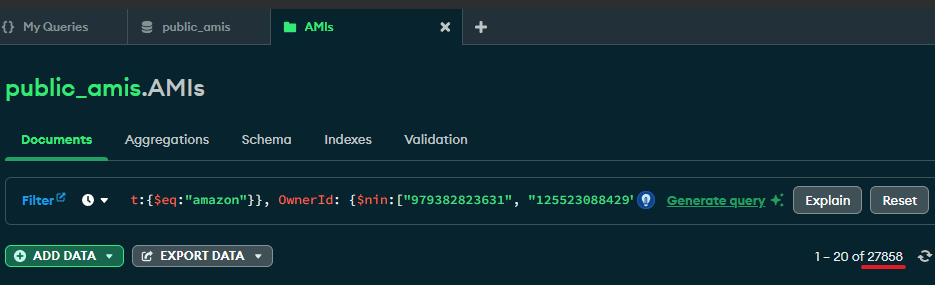 {} My Queries
public_amis
AMIs
public_amis.AMIs
Documents
Aggregations
Schema
Indexes
Validation
Filter
t:{$eq:"amazon"}}, OwnerId: {$nin:["979382823631", "125523088429'
Generate query
Explain
Reset
ADD DATA
EXPORT DATA
1 – 20 of 27858